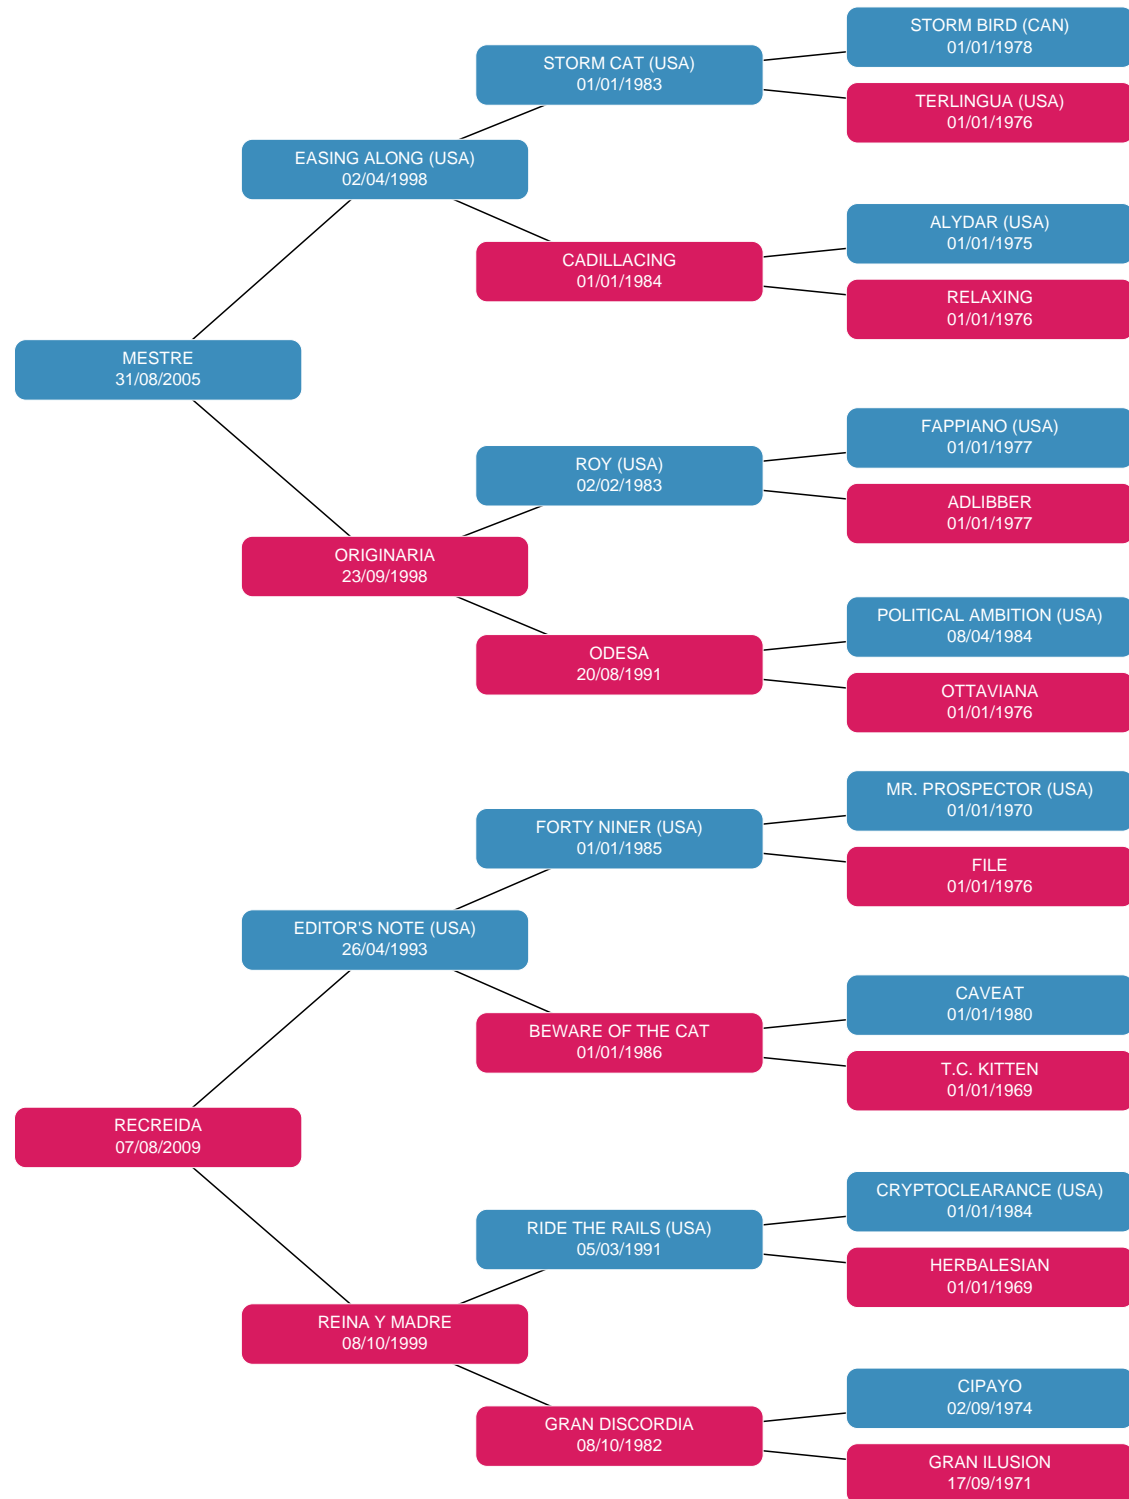 STORM BIRD (CAN)
01/01/1978
STORM CAT (USA)
01/01/1983
TERLINGUA (USA)
01/01/1976
EASING ALONG (USA)
02/04/1998
ALYDAR (USA)
01/01/1975
CADILLACING
01/01/1984
RELAXING
01/01/1976
MESTRE
31/08/2005
FAPPIANO (USA)
01/01/1977
ROY (USA)
02/02/1983
ADLIBBER
01/01/1977
ORIGINARIA
23/09/1998
POLITICAL AMBITION (USA)
08/04/1984
ODESA
20/08/1991
OTTAVIANA
01/01/1976
MR. PROSPECTOR (USA)
01/01/1970
FORTY NINER (USA)
01/01/1985
FILE
01/01/1976
EDITOR'S NOTE (USA)
26/04/1993
CAVEAT
01/01/1980
BEWARE OF THE CAT
01/01/1986
T.C. KITTEN
01/01/1969
RECREIDA
07/08/2009
CRYPTOCLEARANCE (USA)
01/01/1984
RIDE THE RAILS (USA)
05/03/1991
HERBALESIAN
01/01/1969
REINA Y MADRE
08/10/1999
CIPAYO
02/09/1974
GRAN DISCORDIA
08/10/1982
GRAN ILUSION
17/09/1971